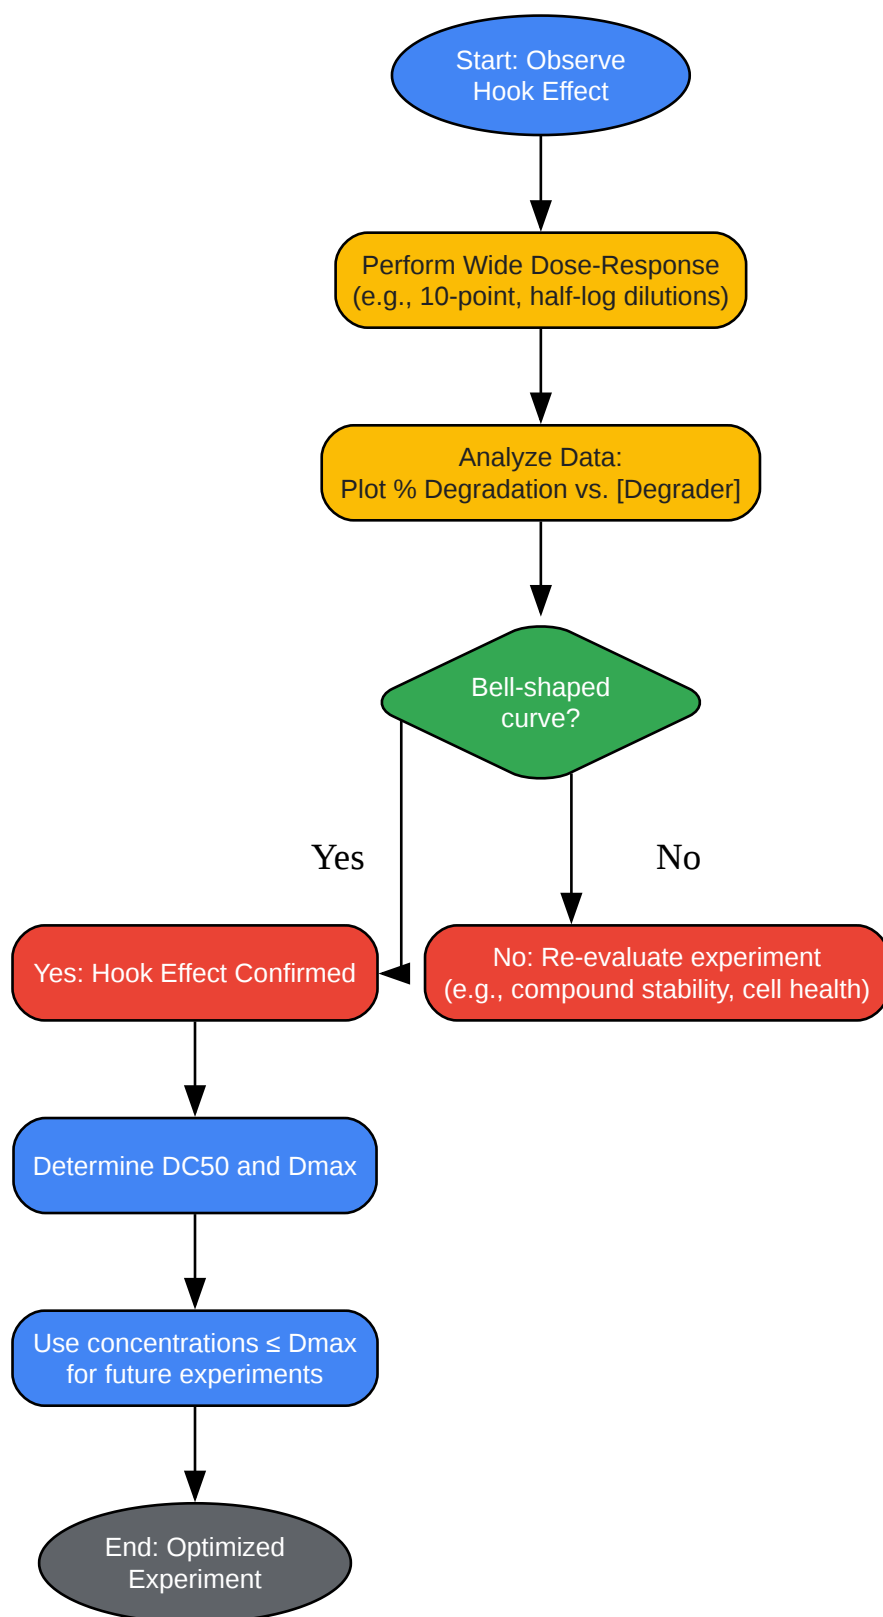 Start: Observe
Hook Effect
Perform Wide Dose-Response
(e.g., 10-point, half-log dilutions)
Analyze Data:
Plot % Degradation vs. [Degrader]
Bell-shaped
curve?
Yes
No
Yes: Hook Effect Confirmed
No: Re-evaluate experiment
(e.g., compound stability, cell health)
Determine DC50 and Dmax
Use concentrations ≤ Dmax
for future experiments
End: Optimized
Experiment